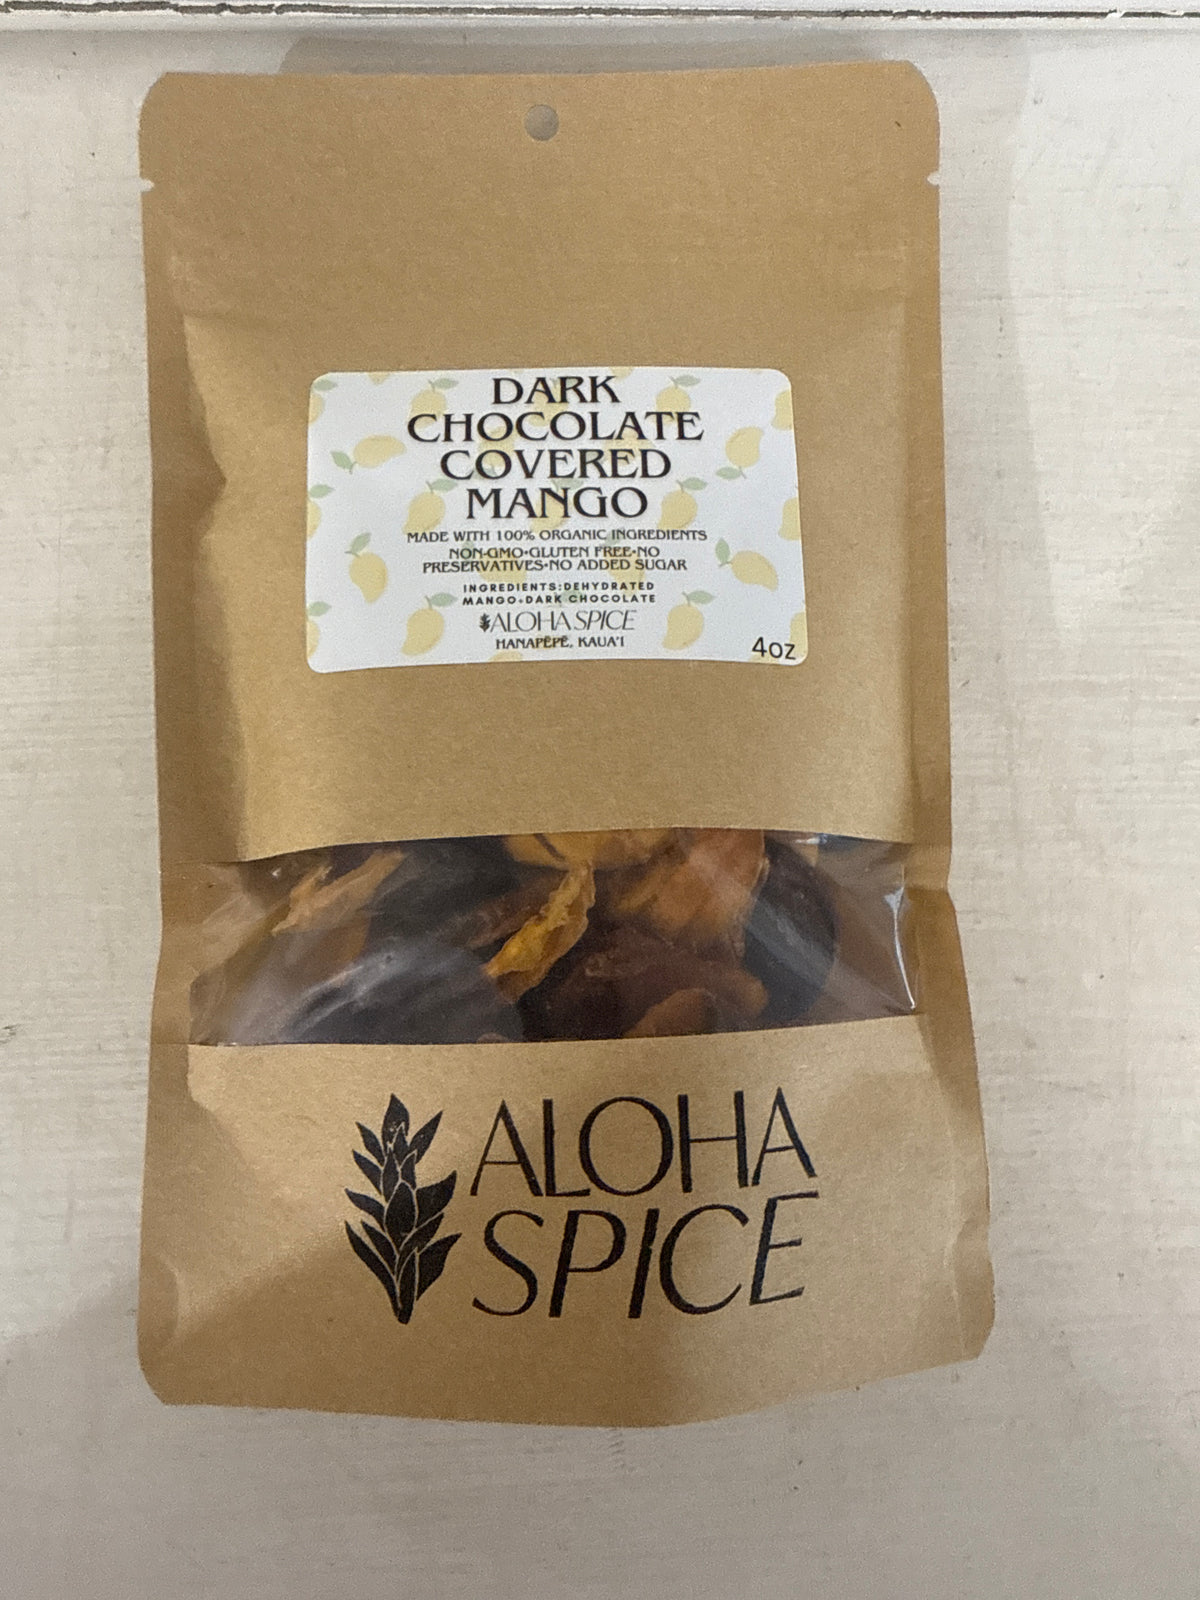 DARK
CHOCOLATE
COVERED
MANGO
MADE WITH 100% ORGANIC INGREDIENTS
NON-GMO•GLUTEN FREE•NO
PRESERVATIVES•NO ADDED SUGAR
INGREDIENTS:DEHYDRATED
MANGO+DARK CHOCOLATE
ALOHA SPICE
HANAPĒPĒ, KAUA'I
4oz
ALOHA
SPICE